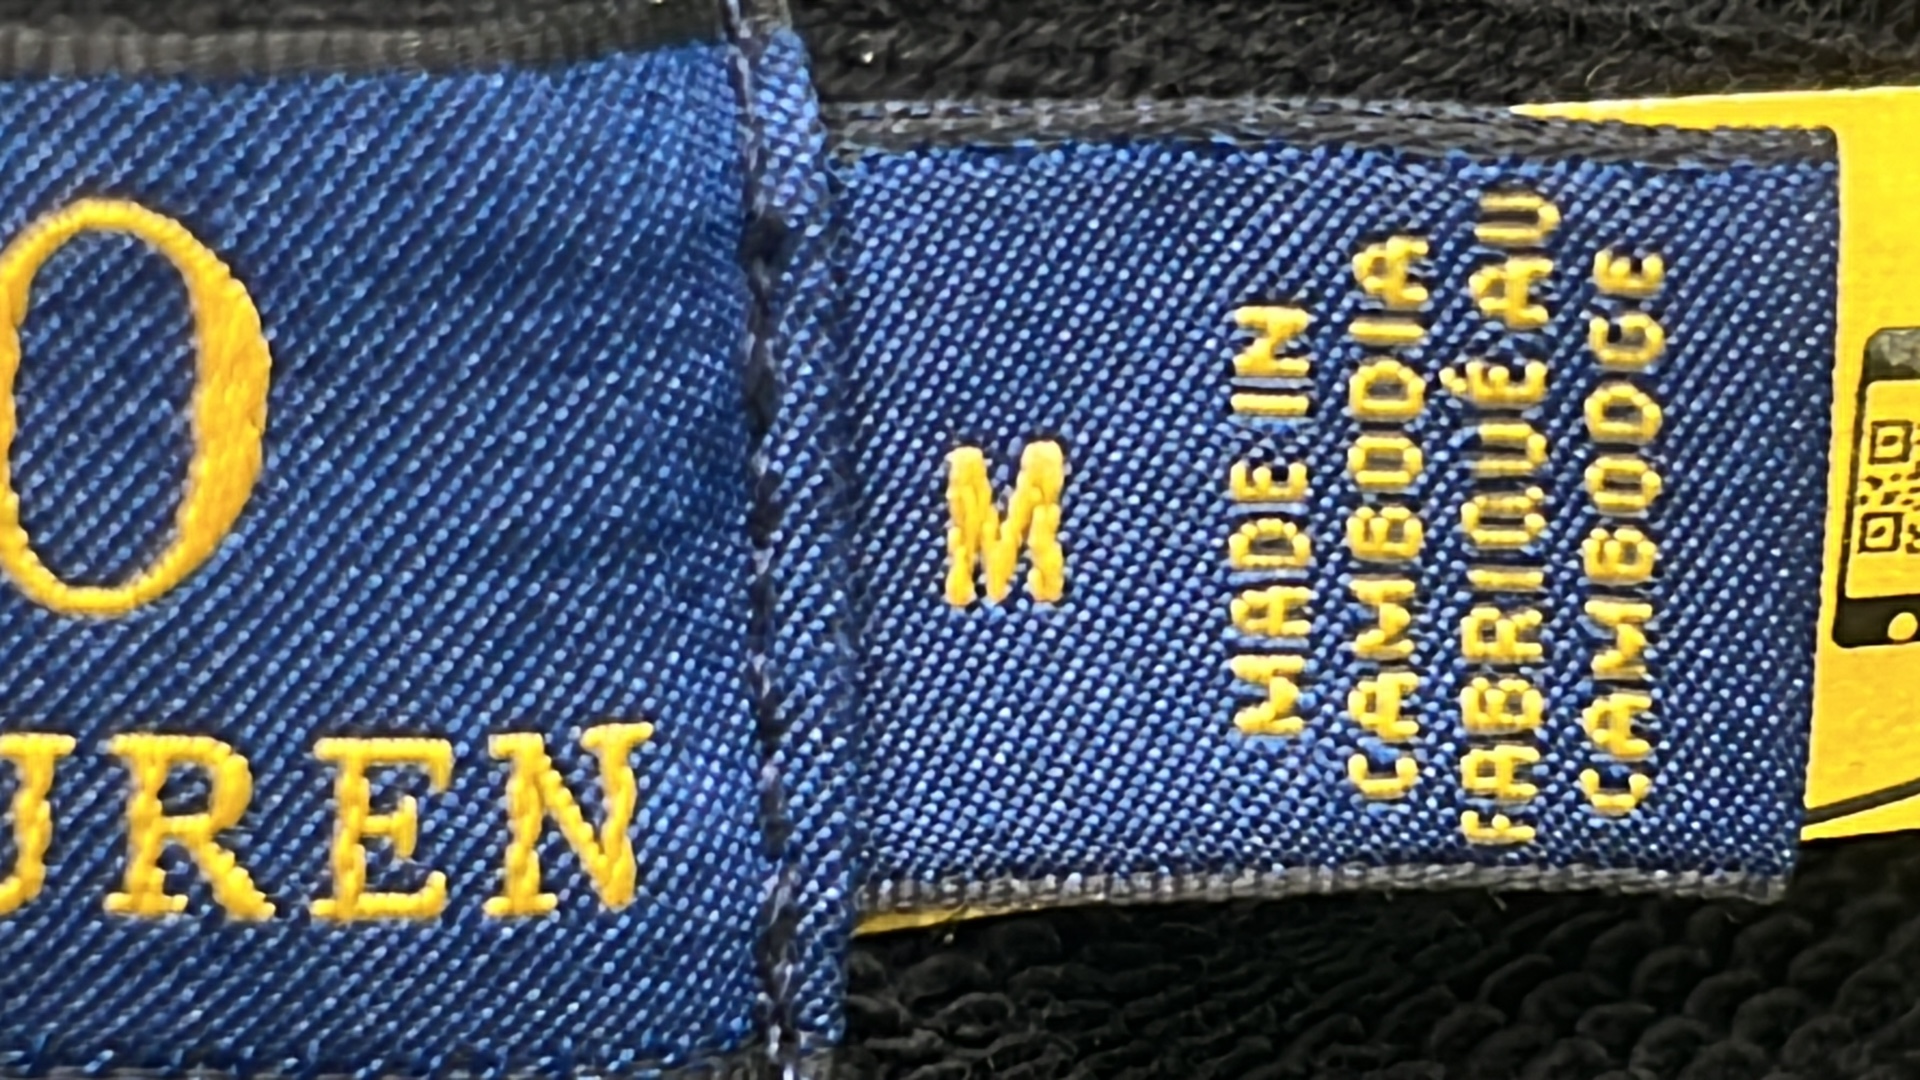 O
UREN
M
MADE IN
CAMBODIA
FABRIQUÉ AU
CAMBODGE